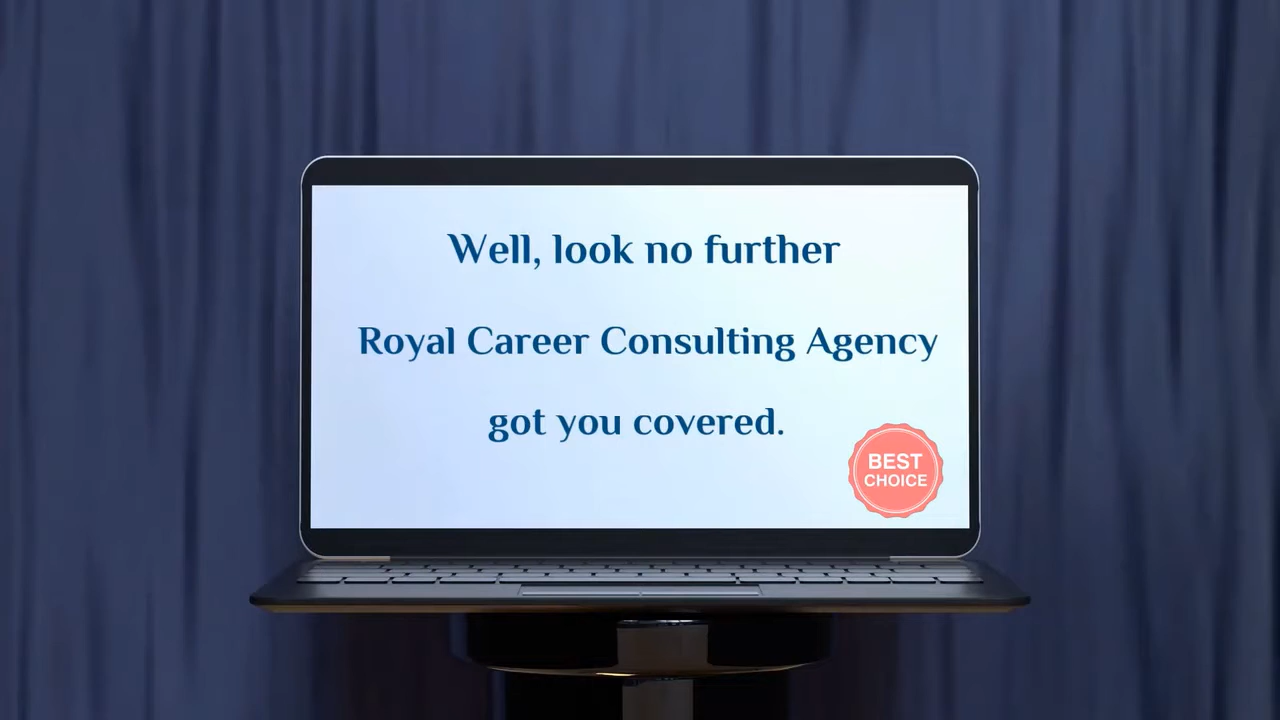 Well, look no further
Royal Career Consulting Agency
got you covered.
BEST
CHOICE